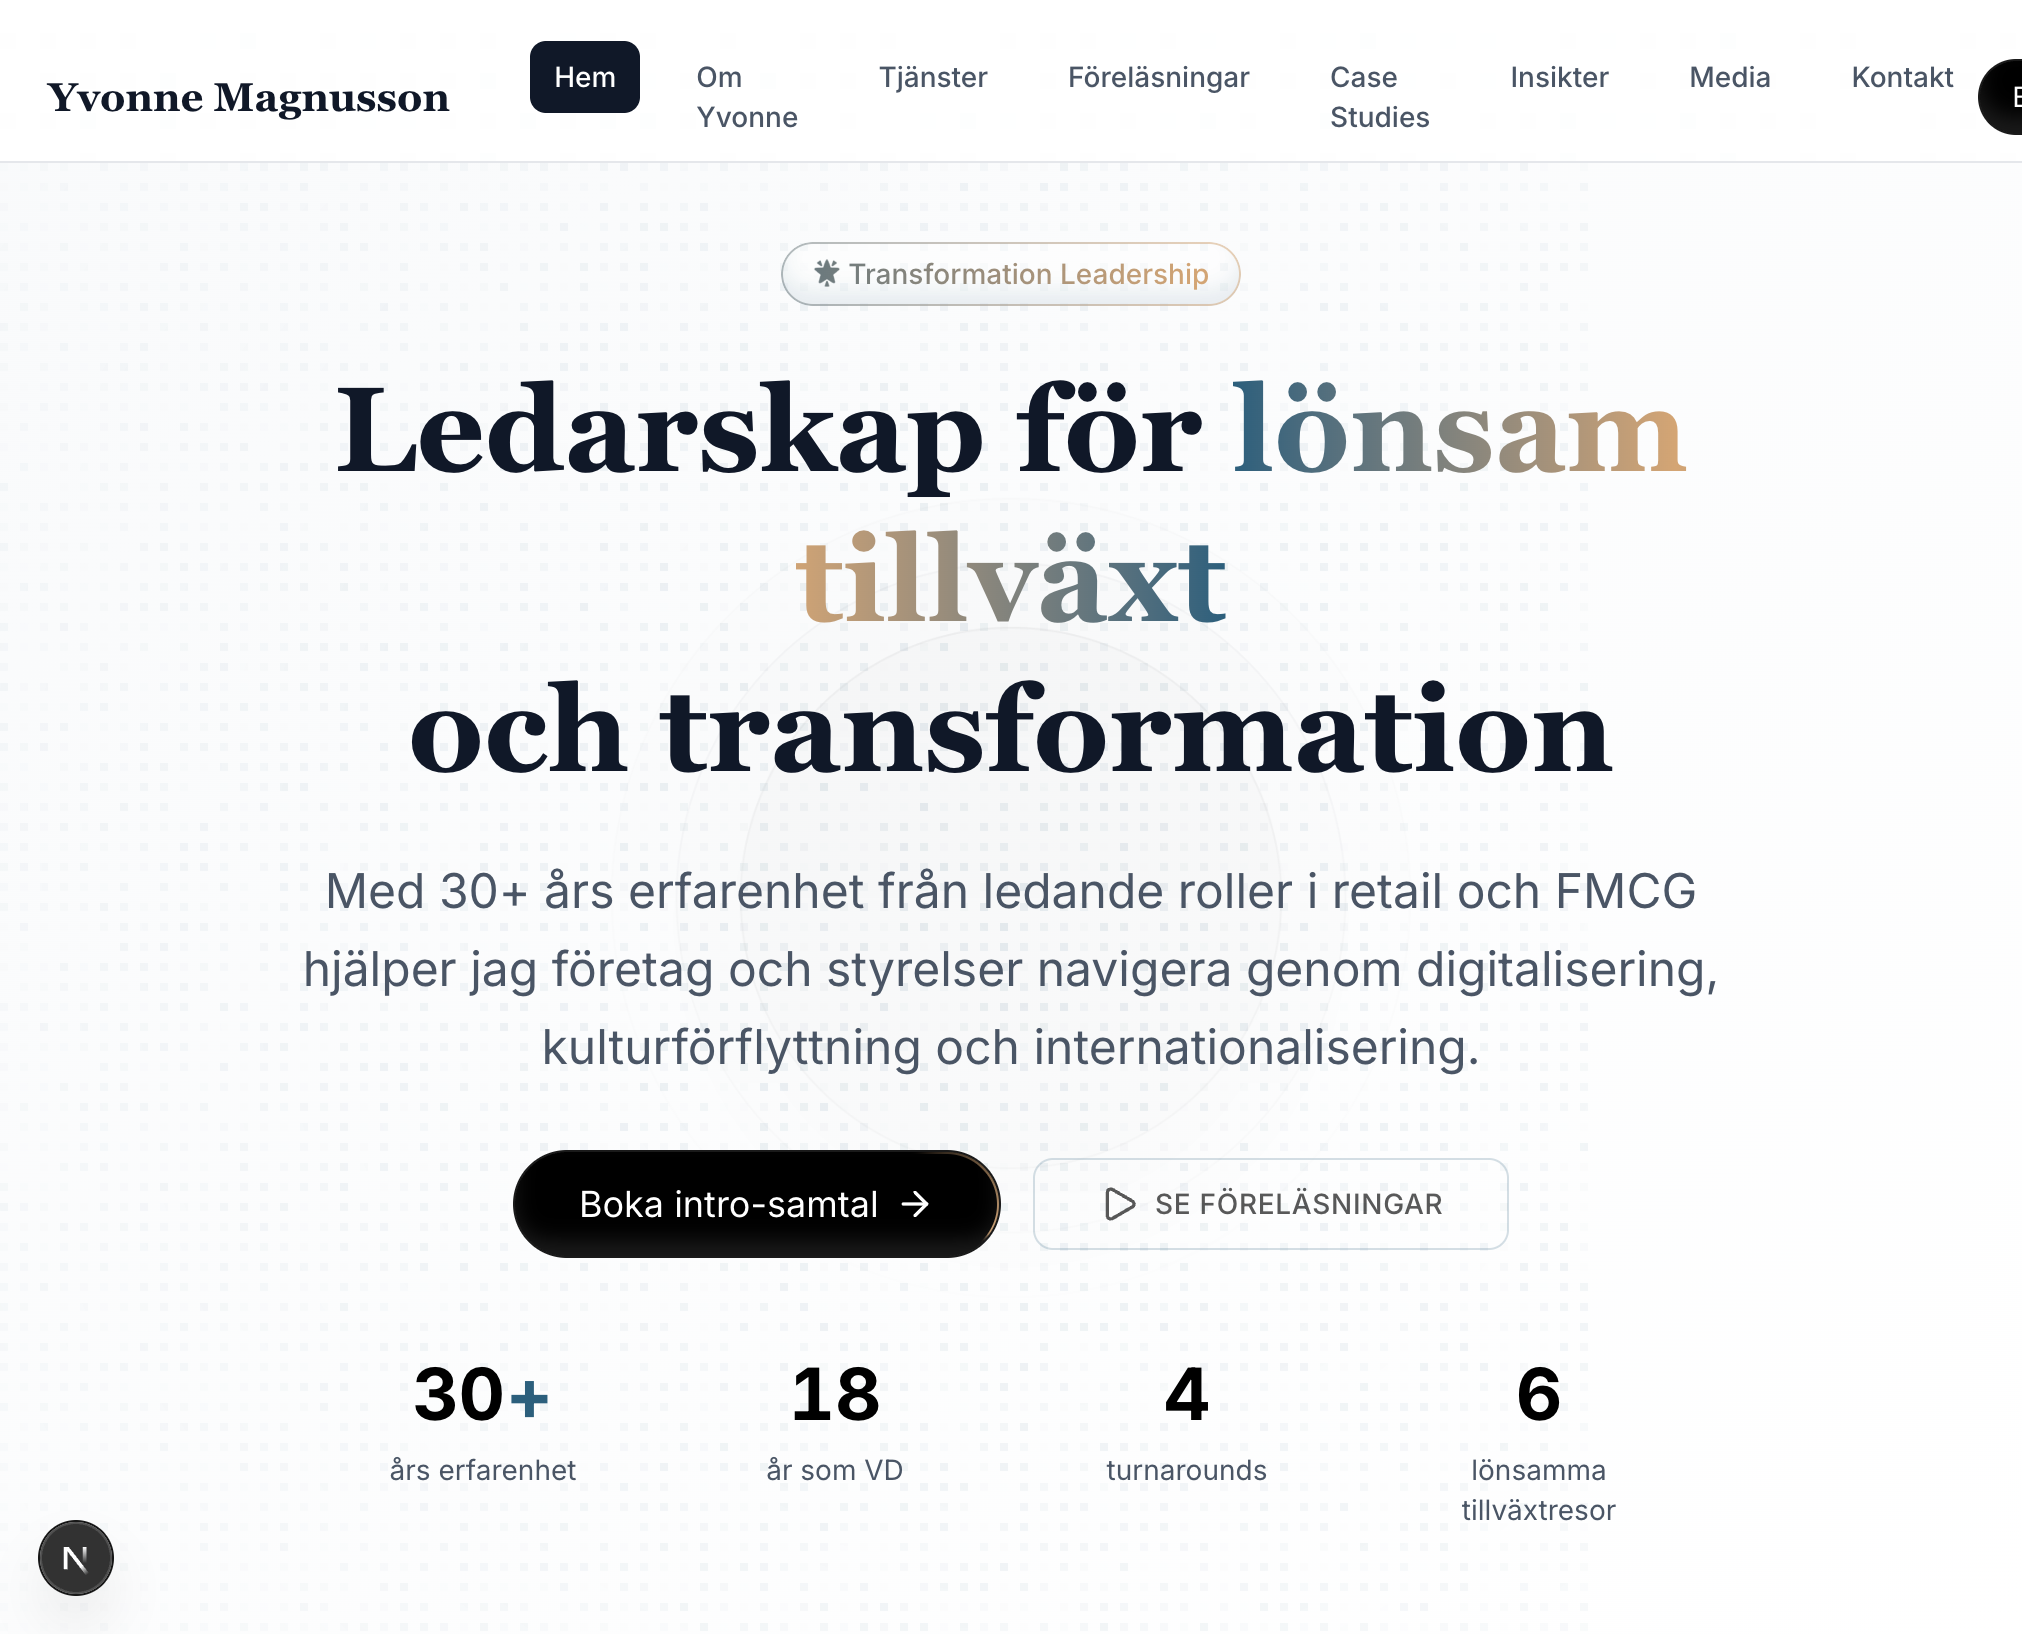 Yvonne Magnusson
Hem
Om Yvonne
Tjänster
Föreläsningar
Case Studies
Insikter
Media
Kontakt
Transformation Leadership
Ledarskap för lönsam
tillväxt
och transformation
Med 30+ års erfarenhet från ledande roller i retail och FMCG
hjälper jag företag och styrelser navigera genom digitalisering,
kulturförflyttning och internationalisering.
Boka intro-samtal →
SE FÖRELÄSNINGAR
30+
års erfarenhet
18
år som VD
4
turnarounds
6
lönsamma
tillväxtresor
N